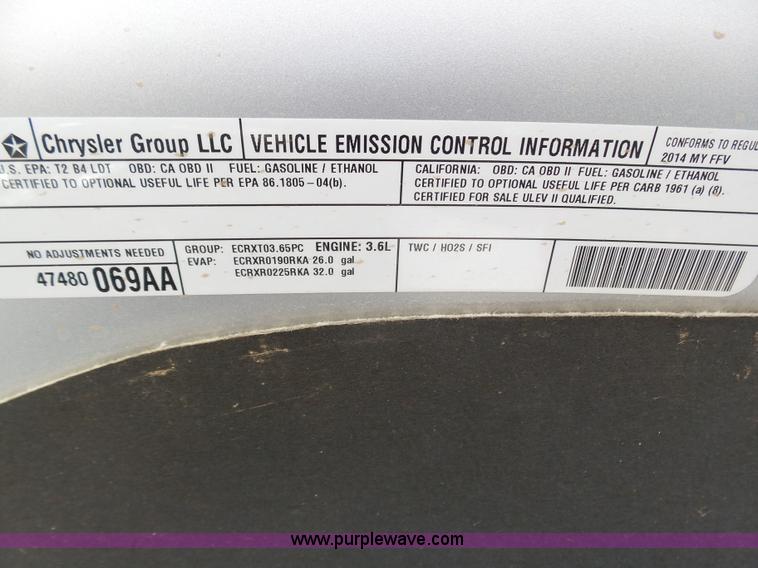 Chrysler Group LLC
VEHICLE EMISSION CONTROL INFORMATION
CONFORMS TO
2014 MY FFV
U.S. EPA: T2 B4 LDT OBD: CA OBD II FUEL: GASOLINE / ETHANOL
CERTIFIED TO OPTIONAL USEFUL LIFE PER EPA 86.1805-04(b).
CALIFORNIA: OBD: CA OBD II FUEL: GASOLINE / ETHANOL
CERTIFIED TO OPTIONAL USEFUL LIFE PER CARB 1961 (a) (8).
CERTIFIED FOR SALE ULEV II QUALIFIED.
NO ADJUSTMENTS NEEDED
47480 069AA
GROUP: ECRXT03.65PC ENGINE: 3.6L
EVAP: ECRXR0190RKA 26.0 gal
ECRXR0225RKA 32.0 gal
TWC / HO2S / SFI
www.purplewave.com